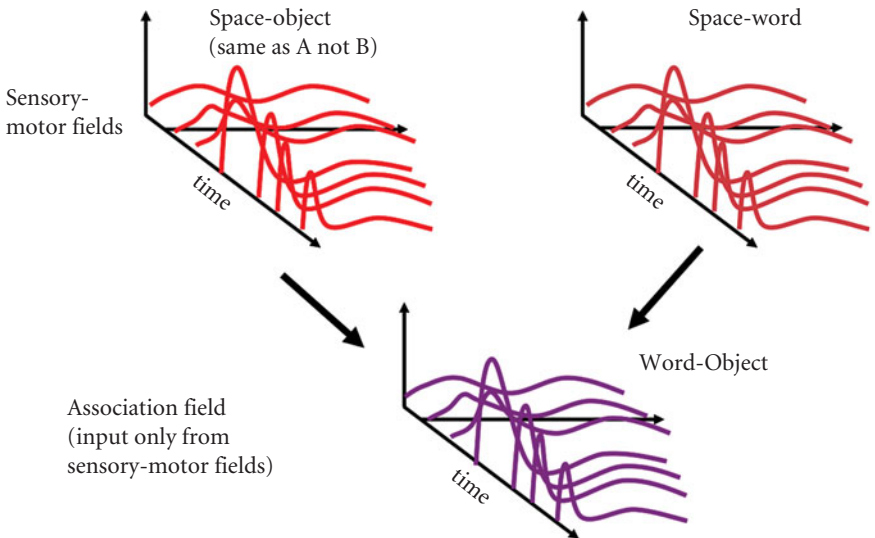 Space-object
(same as A not B)
Space-word
Sensory-
motor fields
time
time
Word-Object
Association field
(input only from
sensory-motor fields)
time